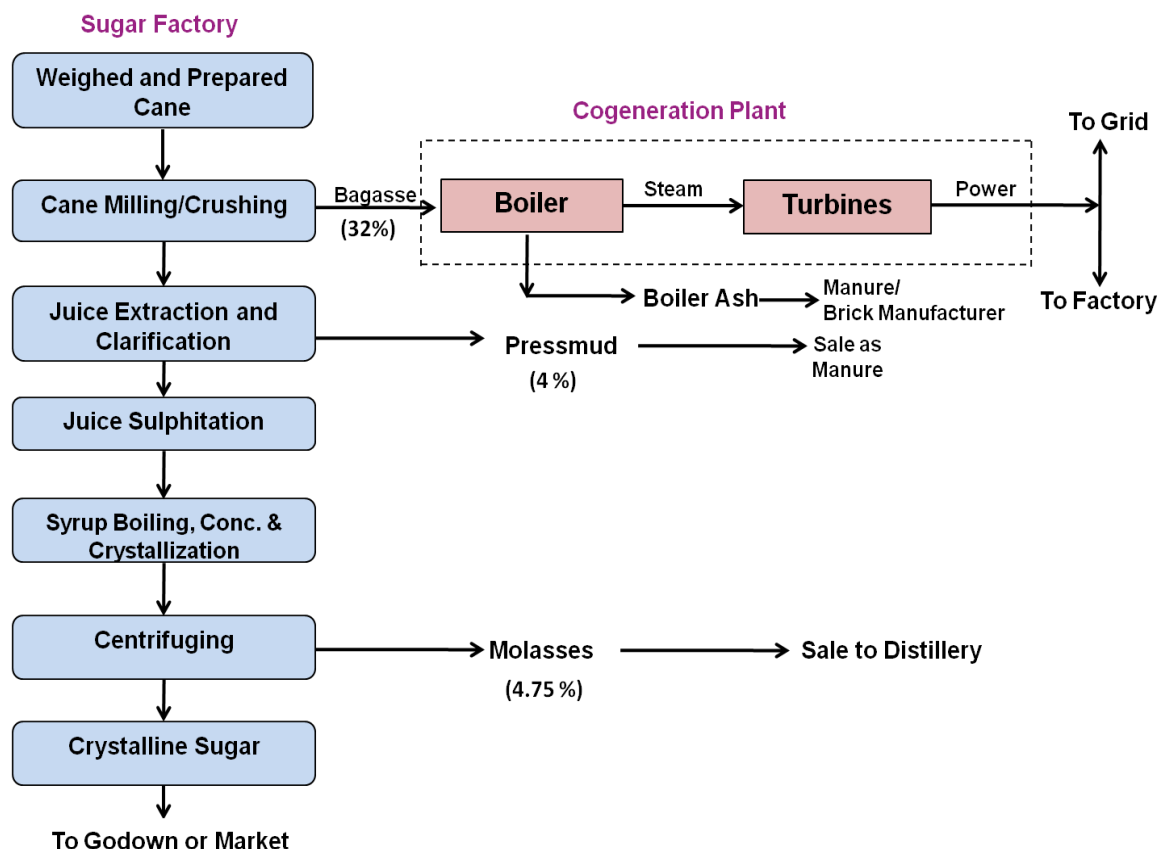 Sugar Factory
Weighed and Prepared
Cane
Cogeneration Plant
To Grid
Cane Milling/Crushing
Bagasse
(32%)
Boiler
Steam
Turbines
Power
To Factory
Juice Extraction and
Clarification
Boiler Ash
Manure/
Brick Manufacturer
Pressmud
(4 %)
Sale as
Manure
Juice Sulphitation
Syrup Boiling, Conc. &
Crystallization
Centrifuging
Molasses
(4.75 %)
Sale to Distillery
Crystalline Sugar
To Godown or Market